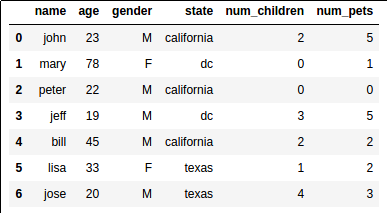 name age gender state num_children num_pets
0 john 23 M california 2 5
1 mary 78 F dc 0 1
2 peter 22 M california 0 0
3 jeff 19 M dc 3 5
4 bill 45 M california 2 2
5 lisa 33 F texas 1 2
6 jose 20 M texas 4 3